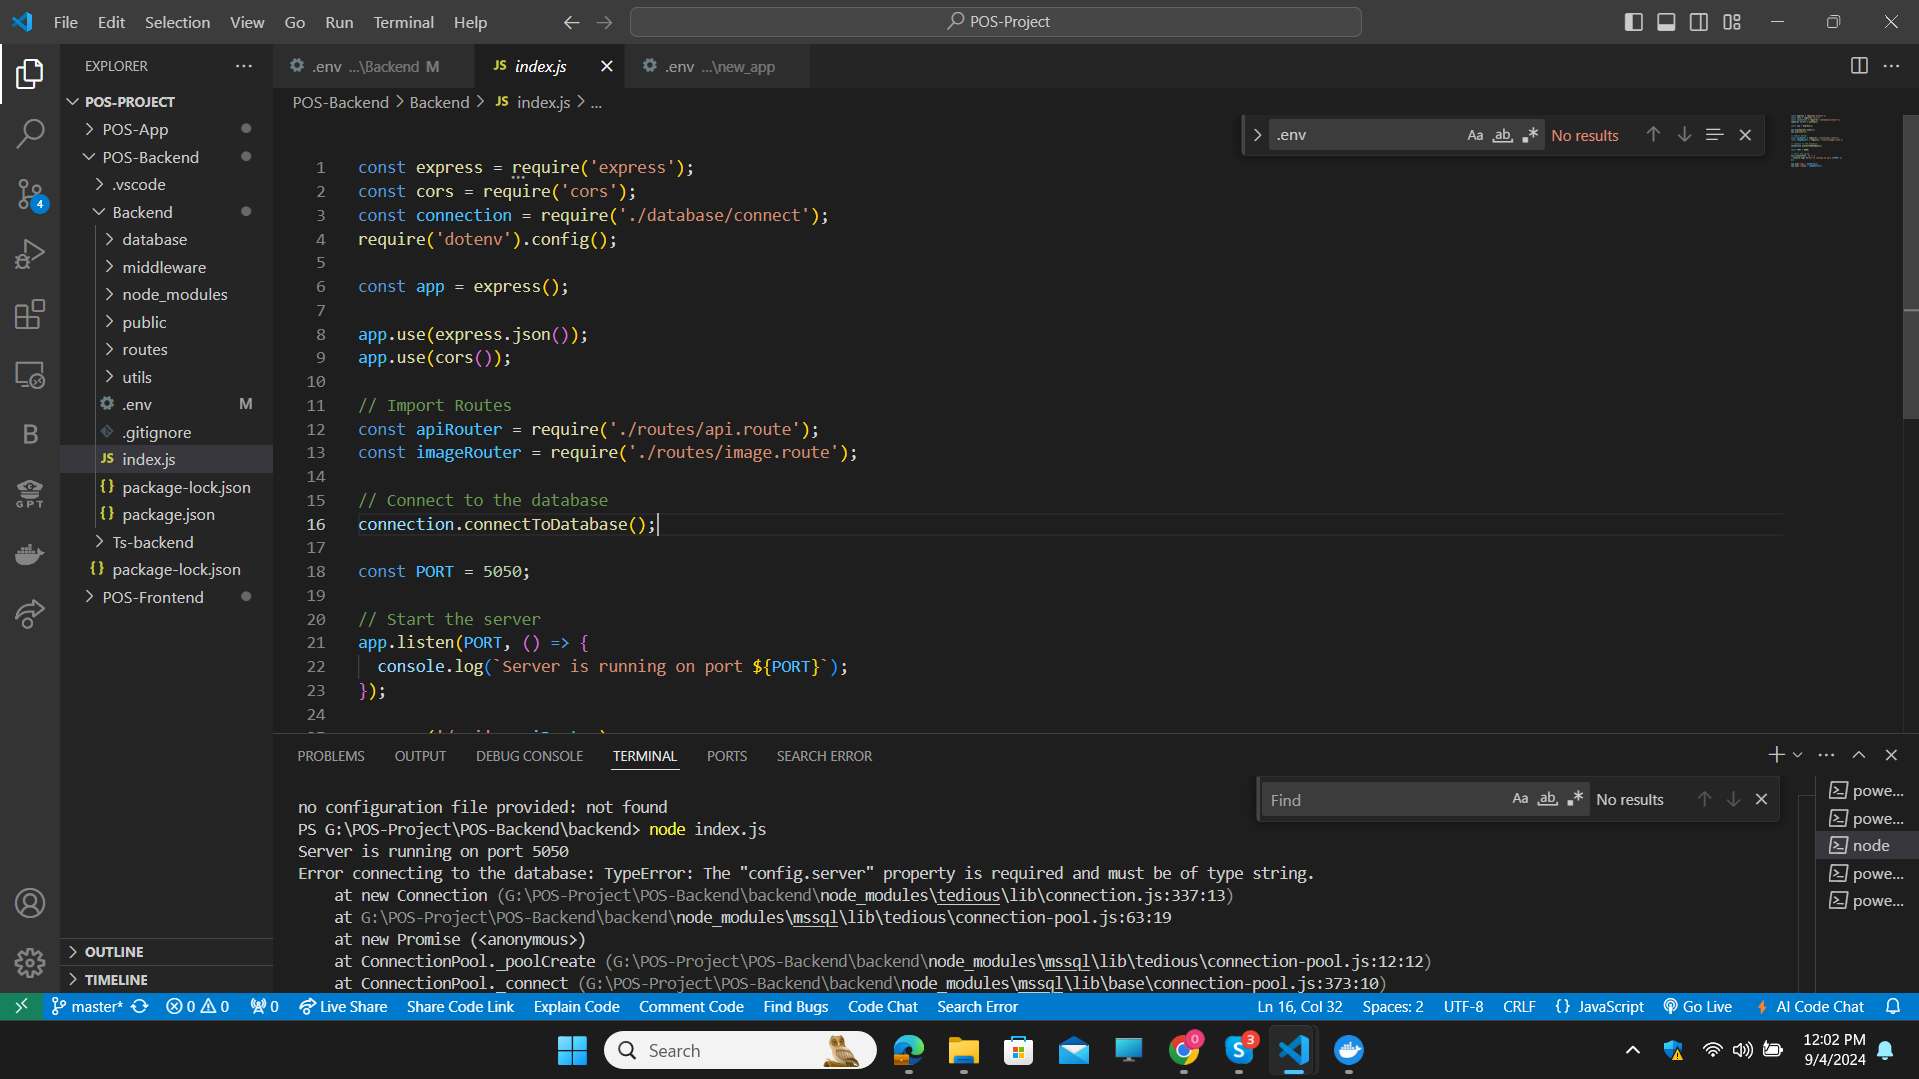 File Edit Selection View Go Run Terminal Help
POS-Project
EXPLORER
POS-PROJECT
POS-App
POS-Backend
.vscode
Backend
database
middleware
node_modules
public
routes
utils
.env M
.gitignore
JS index.js
{} package-lock.json
{} package.json
Ts-backend
{} package-lock.json
POS-Frontend
OUTLINE
TIMELINE
4
B
GPT
.env ...\Backend M
JS index.js
.env ...\new_app
POS-Backend > Backend > JS index.js > ...
.env Aa ab No results
1 const express = require('express');
2 const cors = require('cors');
3 const connection = require('./database/connect');
4 require('dotenv').config();
5
6 const app = express();
7
8 app.use(express.json());
9 app.use(cors());
10
11 // Import Routes
12 const apiRouter = require('./routes/api.route');
13 const imageRouter = require('./routes/image.route');
14
15 // Connect to the database
16 connection.connectToDatabase();
17
18 const PORT = 5050;
19
20 // Start the server
21 app.listen(PORT, () => {
22 console.log(`Server is running on port ${PORT}`);
23 });
24
PROBLEMS OUTPUT DEBUG CONSOLE TERMINAL PORTS SEARCH ERROR
Find Aa ab No results
no configuration file provided: not found
PS G:\POS-Project\POS-Backend\backend> node index.js
Server is running on port 5050
Error connecting to the database: TypeError: The "config.server" property is required and must be of type string.
at new Connection (G:\POS-Project\POS-Backend\backend\node_modules\tedious\lib\connection.js:337:13)
at G:\POS-Project\POS-Backend\backend\node_modules\mssql\lib\tedious\connection-pool.js:63:19
at new Promise (<anonymous>)
at ConnectionPool._poolCreate (G:\POS-Project\POS-Backend\backend\node_modules\mssql\lib\tedious\connection-pool.js:12:12)
at ConnectionPool._connect (G:\POS-Project\POS-Backend\backend\node_modules\mssql\lib\base\connection-pool.js:373:10)
powe...
powe...
node
powe...
powe...
master* 0 0 0 Live Share Share Code Link Explain Code Comment Code Find Bugs Code Chat Search Error
Ln 16, Col 32 Spaces: 2 UTF-8 CRLF {} JavaScript Go Live AI Code Chat
Search
0
S 3
12:02 PM
9/4/2024